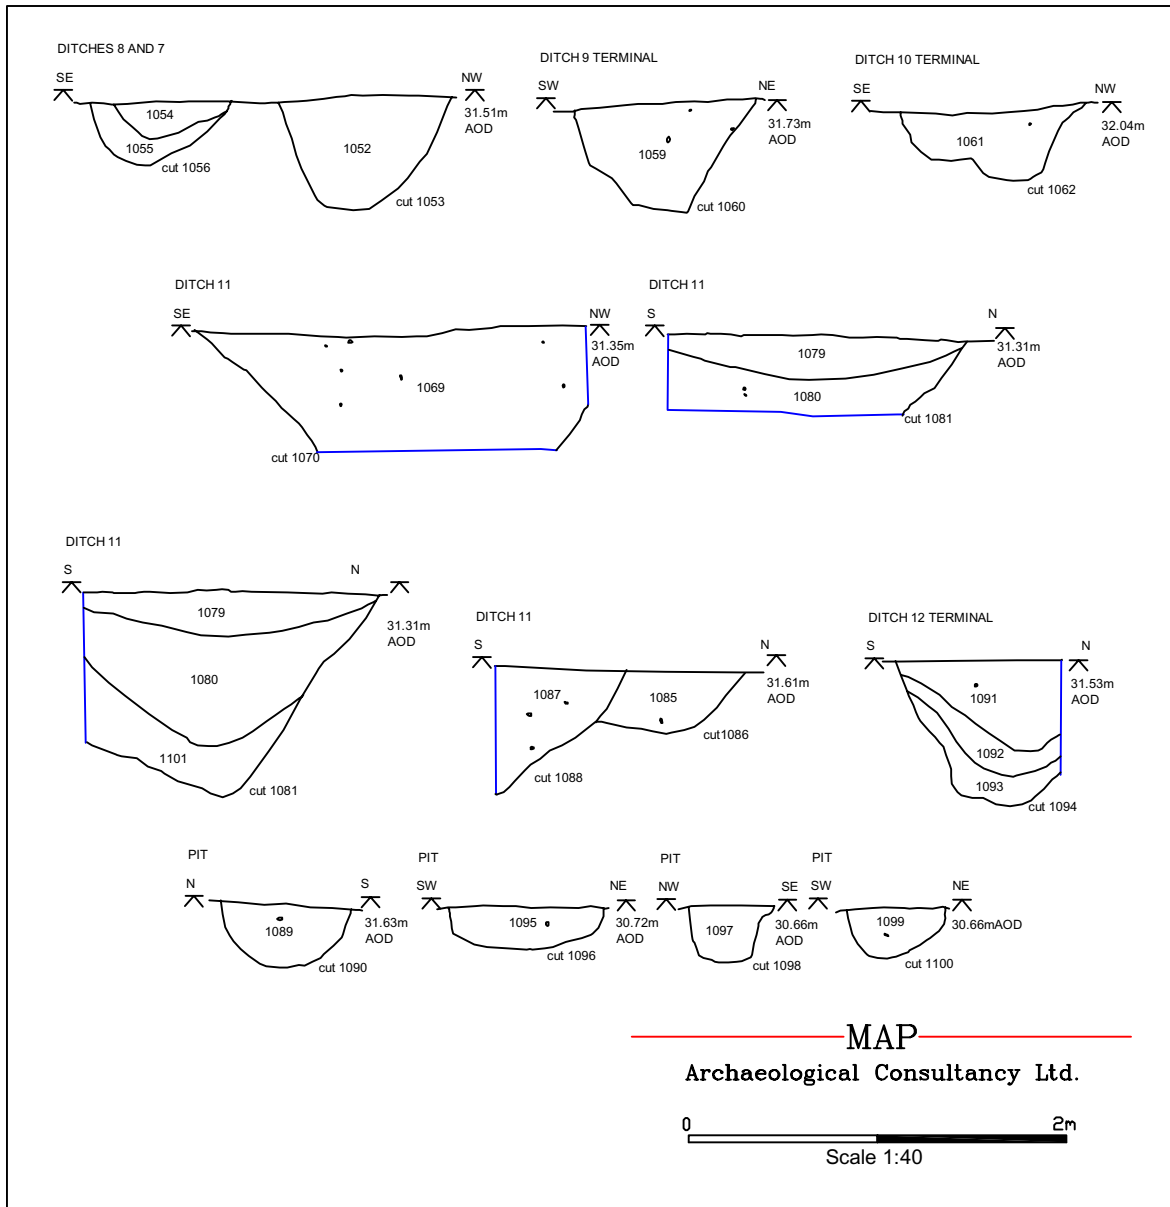 DITCHES 8 AND 7
SE
NW
31.51m
AOD
1054
1055
cut 1056
1052
cut 1053
DITCH 9 TERMINAL
SW
NE
31.73m
AOD
1059
cut 1060
DITCH 10 TERMINAL
SE
NW
32.04m
AOD
1061
cut 1062
DITCH 11
SE
NW
31.35m
AOD
1069
cut 1070
DITCH 11
S
N
31.31m
AOD
1079
1080
cut 1081
DITCH 11
S
N
31.31m
AOD
1079
1080
1101
cut 1081
DITCH 11
S
N
31.61m
AOD
1087
1085
cut1086
cut 1088
DITCH 12 TERMINAL
S
N
31.53m
AOD
1091
1092
1093
cut 1094
PIT
N
S
31.63m
AOD
1089
cut 1090
PIT
SW
NE
30.72m
AOD
1095
cut 1096
PIT
NW
SE
30.66m
AOD
1097
cut 1098
PIT
SW
NE
30.66mAOD
1099
cut 1100
MAP
Archaeological Consultancy Ltd.
0
2m
Scale 1:40